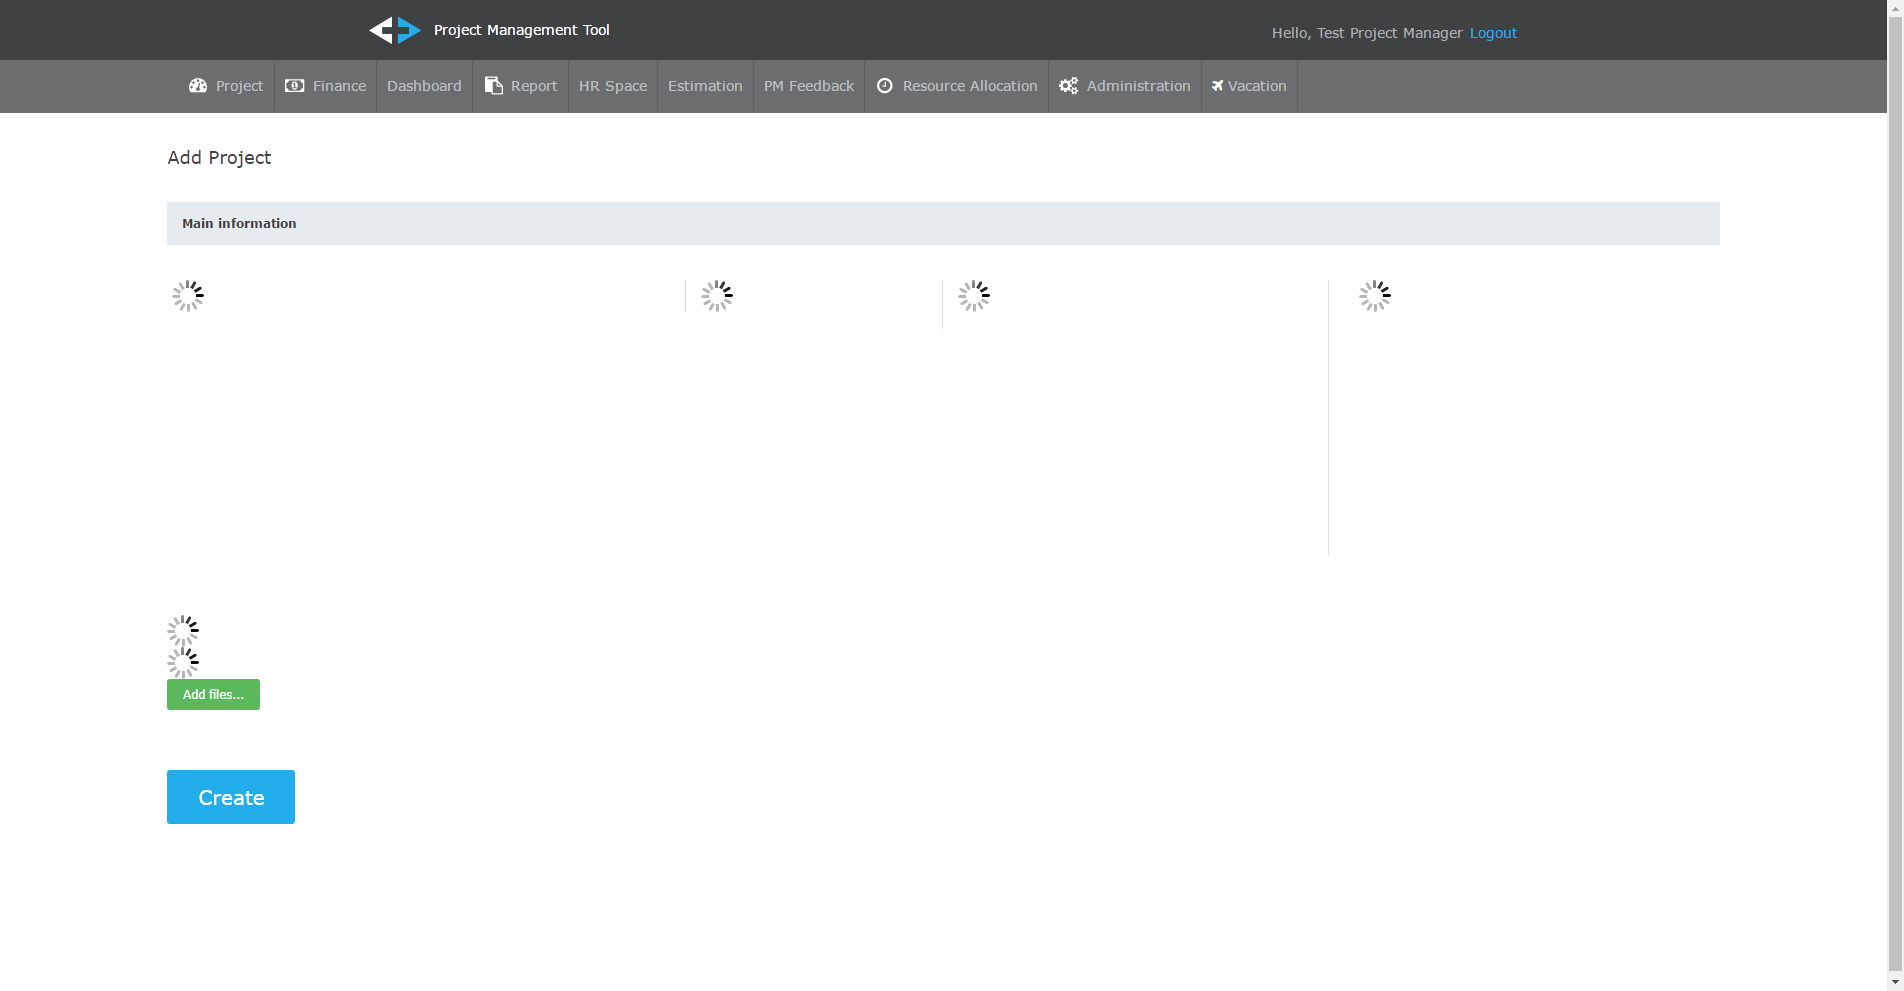 Project Management Tool
Hello, Test Project Manager Logout
Project Finance Dashboard Report HR Space Estimation PM Feedback Resource Allocation Administration Vacation
Add Project
Main information
Add files...
Create